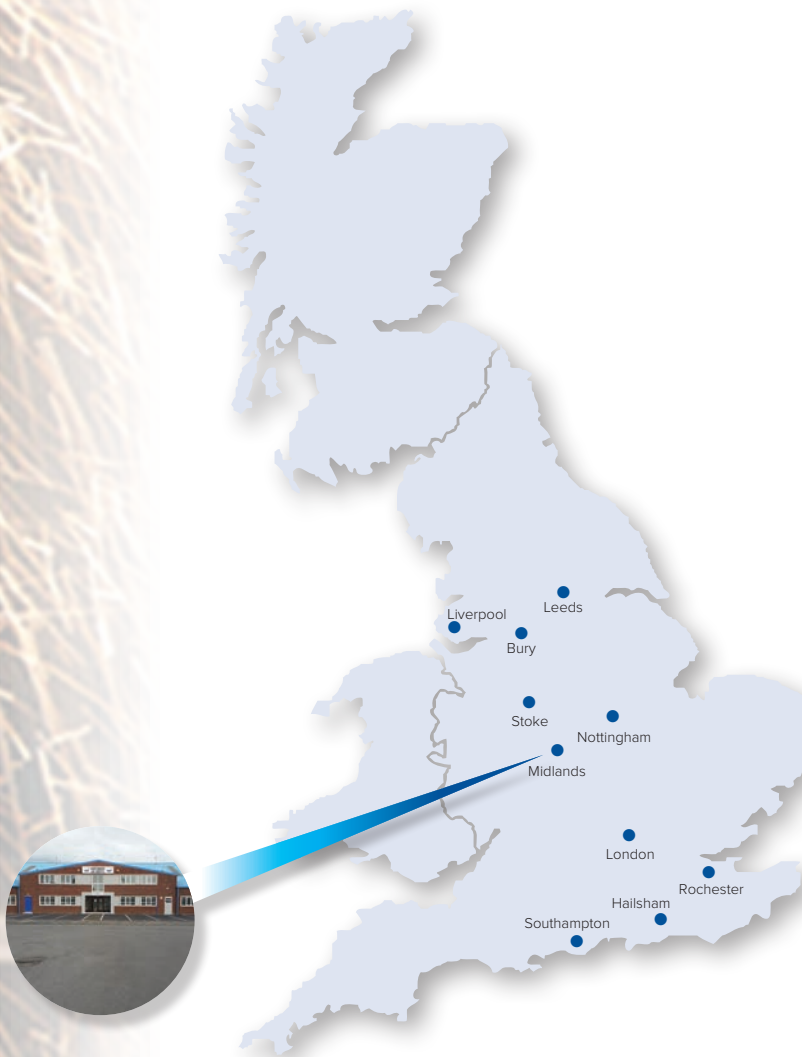 Leeds
Liverpool
Bury
Stoke
Nottingham
Midlands
London
Rochester
Hailsham
Southampton